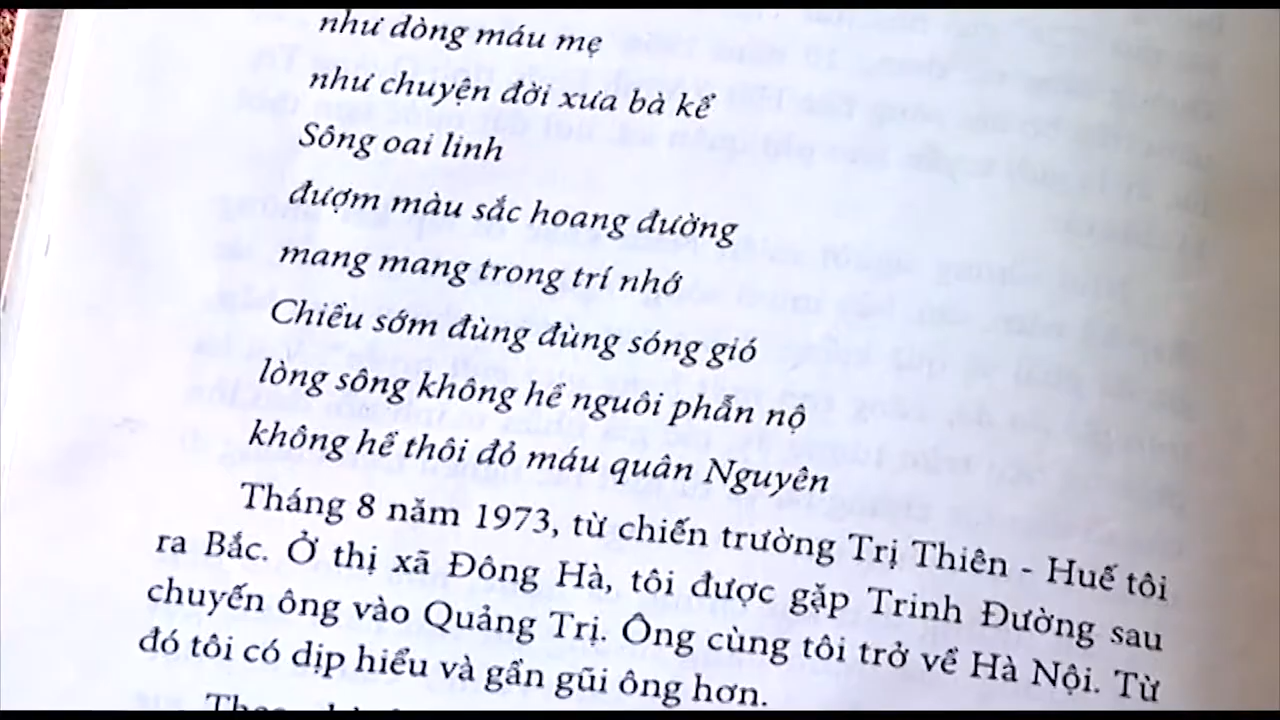 như dòng máu mẹ
như chuyện đời xưa bà kể
Sông oai linh
đượm màu sắc hoang đường
mang mang trong trí nhớ
Chiều sớm đùng đùng sóng gió
lòng sông không hề nguôi phẫn nộ
không hề thôi đỏ máu quân Nguyên
Tháng 8 năm 1973, từ chiến trường Trị Thiên - Huế tôi
ra Bắc. Ở thị xã Đông Hà, tôi được gặp Trinh Đường sau
chuyến ông vào Quảng Trị. Ông cùng tôi trở về Hà Nội. Từ
đó tôi có dịp hiểu và gần gũi ông hơn.